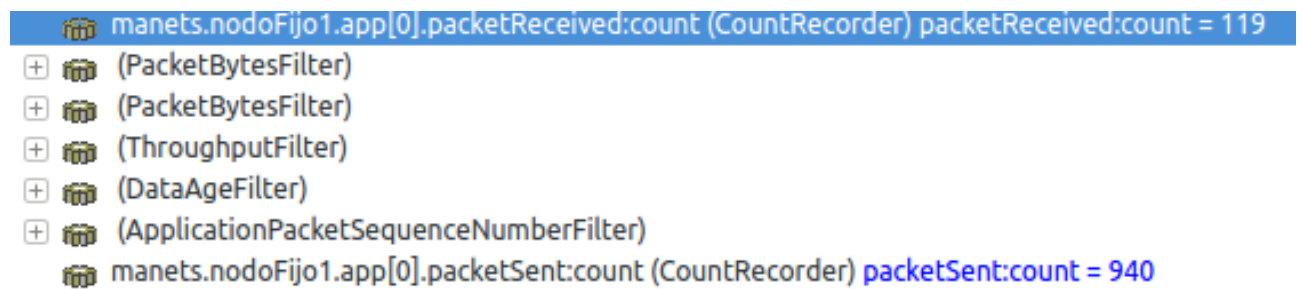 manets.nodoFijo1.app[0].packetReceived:count (CountRecorder) packetReceived:count = 119
(PacketBytesFilter)
(PacketBytesFilter)
(ThroughputFilter)
(DataAgeFilter)
(ApplicationPacketSequenceNumberFilter)
manets.nodoFijo1.app[0].packetSent:count (CountRecorder) packetSent:count = 940